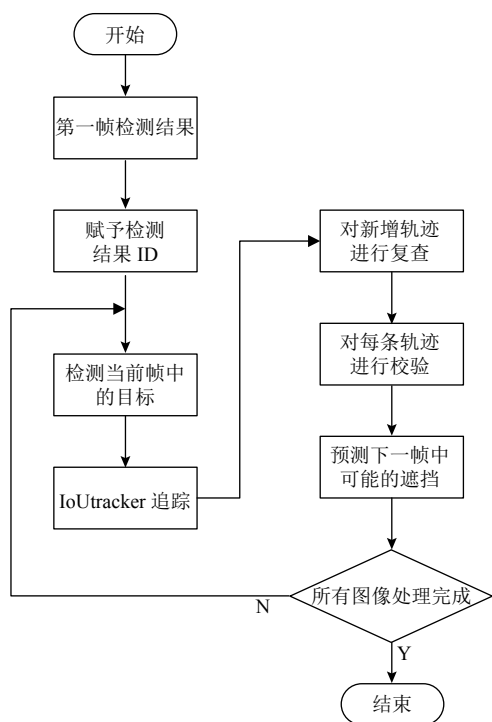 开始
第一帧检测结果
赋予检测
结果 ID
检测当前帧中
的目标
IoUtracker 追踪
对新增轨迹
进行复查
对每条轨迹
进行校验
预测下一帧中
可能的遮挡
所有图像处理完成
N
Y
结束